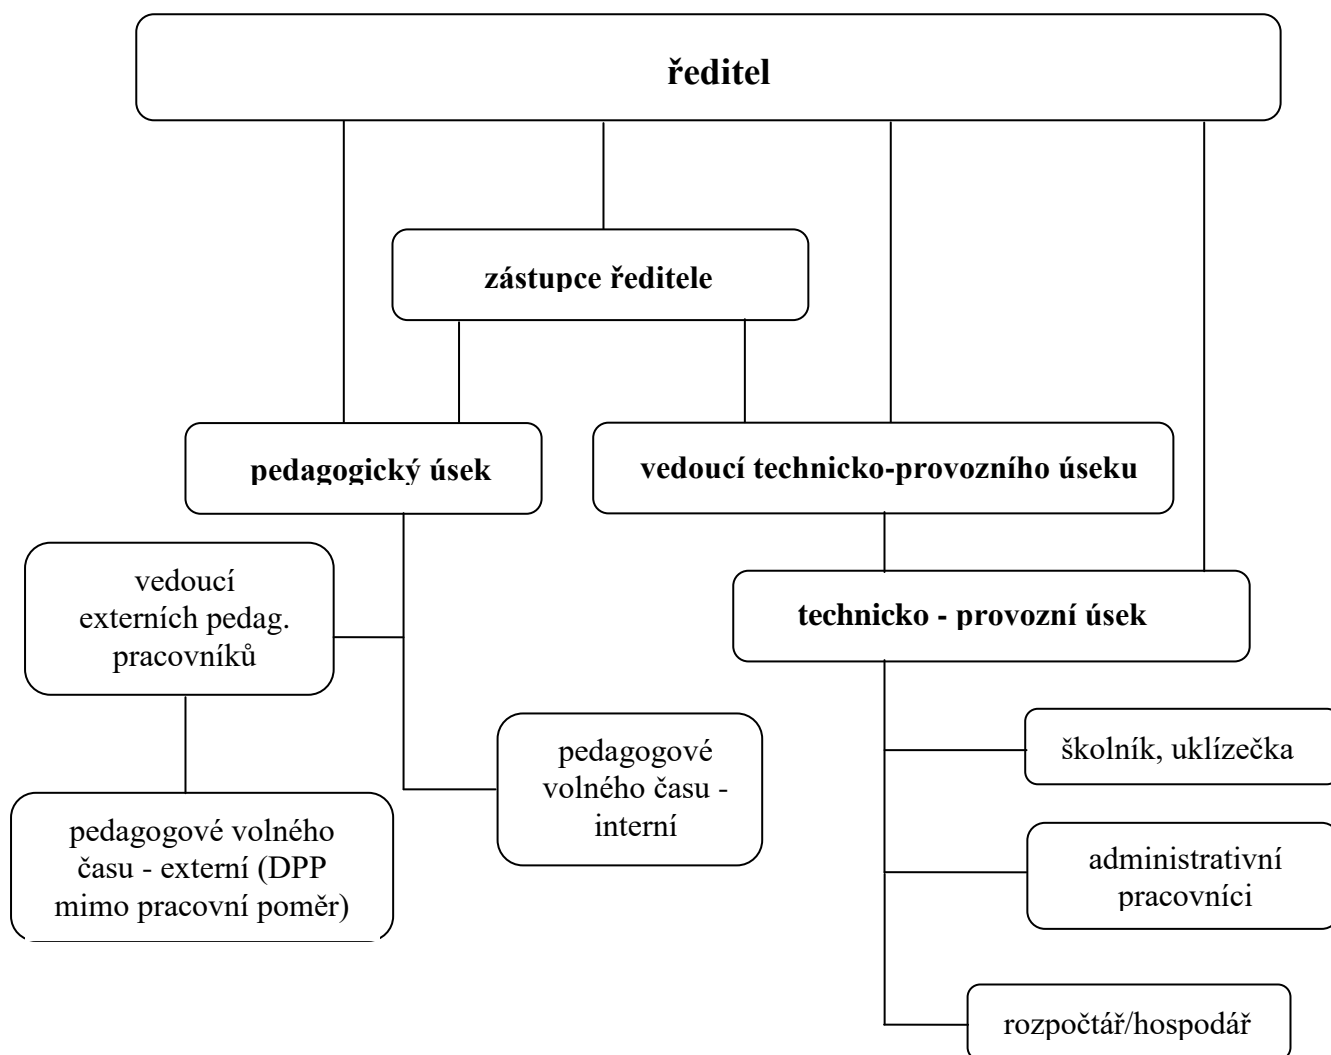 ředitel
zástupce ředitele
pedagogický úsek
vedoucí technicko-provozního úseku
vedoucí
externích pedag.
pracovníků
technicko - provozní úsek
pedagogové
volného času -
interní
školník, uklízečka
pedagogové volného
času - externí (DPP
mimo pracovní poměr)
administrativní
pracovníci
rozpočtář/hospodář